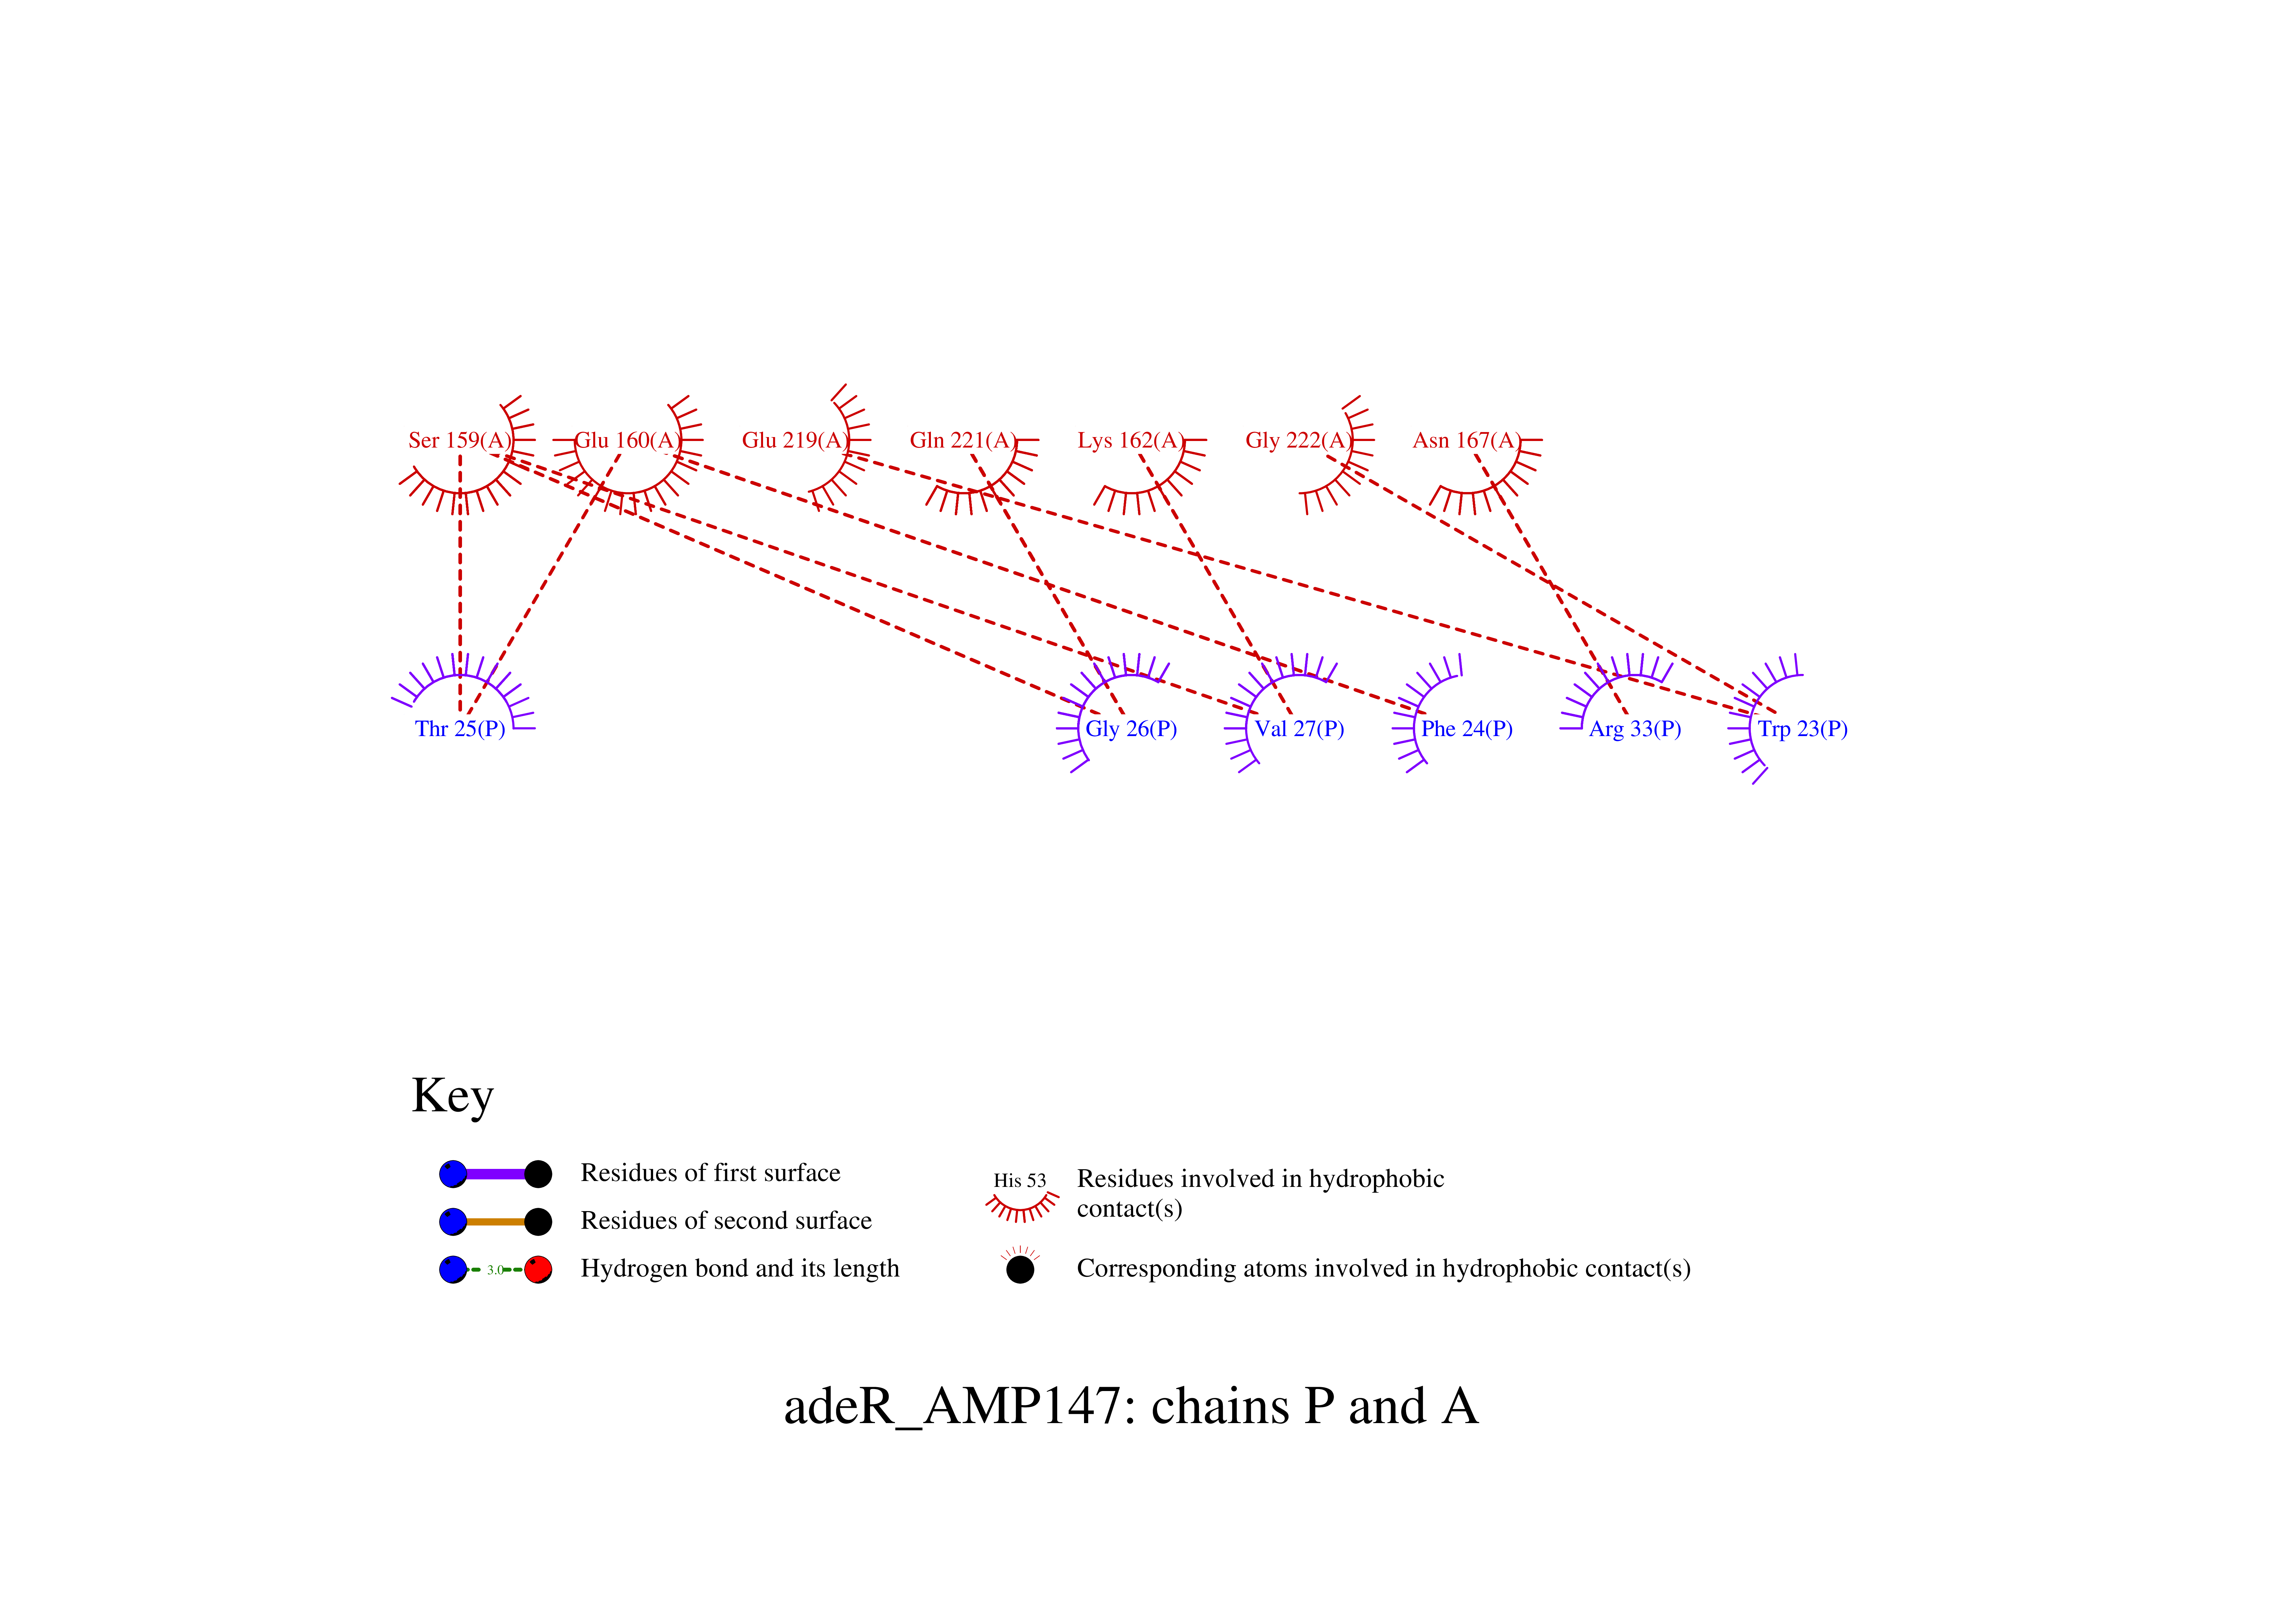 Ser 159(A) Glu 160(A) Glu 219(A) Gln 221(A) Lys 162(A) Gly 222(A) Asn 167(A)
Thr 25(P) Gly 26(P) Val 27(P) Phe 24(P) Arg 33(P) Trp 23(P)
Key
Residues of first surface
Residues of second surface
3.0 Hydrogen bond and its length
His 53 Residues involved in hydrophobic
contact(s)
Corresponding atoms involved in hydrophobic contact(s)
adeR_AMP147: chains P and A